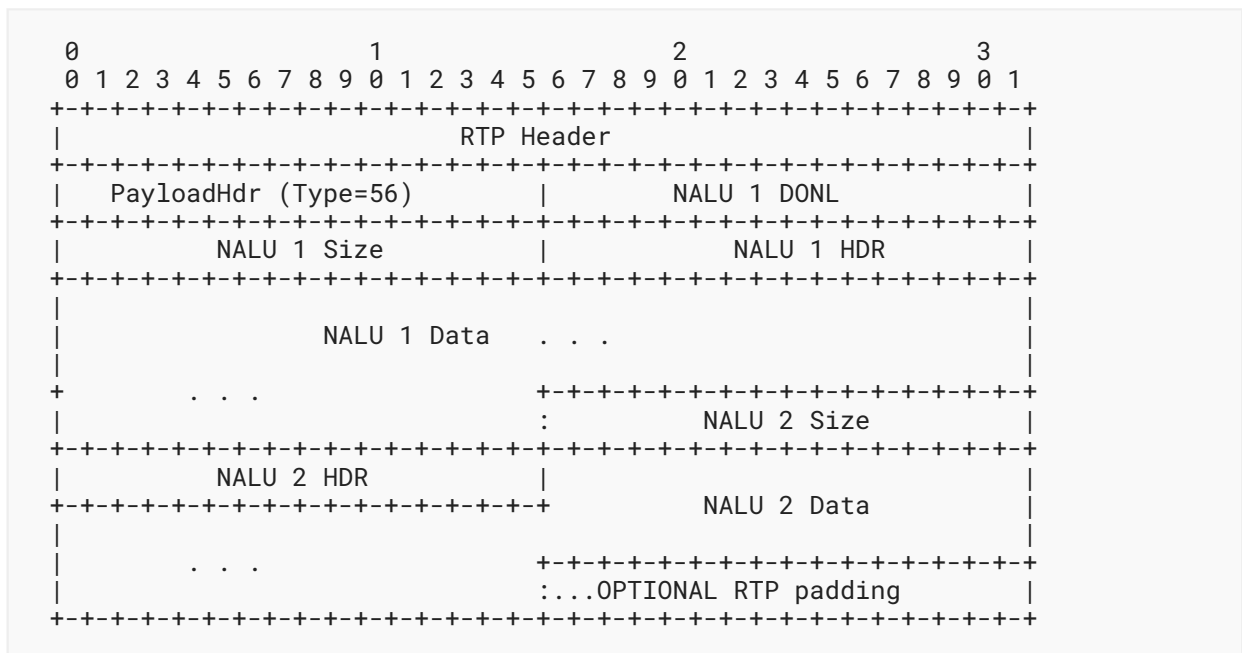 0                   1                   2                   3
 0 1 2 3 4 5 6 7 8 9 0 1 2 3 4 5 6 7 8 9 0 1 2 3 4 5 6 7 8 9 0 1
+-+-+-+-+-+-+-+-+-+-+-+-+-+-+-+-+-+-+-+-+-+-+-+-+-+-+-+-+-+-+-+-+
|                          RTP Header                           |
+-+-+-+-+-+-+-+-+-+-+-+-+-+-+-+-+-+-+-+-+-+-+-+-+-+-+-+-+-+-+-+-+
|   PayloadHdr (Type=56)        |        NALU 1 DONL            |
+-+-+-+-+-+-+-+-+-+-+-+-+-+-+-+-+-+-+-+-+-+-+-+-+-+-+-+-+-+-+-+-+
|          NALU 1 Size          |            NALU 1 HDR         |
+-+-+-+-+-+-+-+-+-+-+-+-+-+-+-+-+-+-+-+-+-+-+-+-+-+-+-+-+-+-+-+-+
|                                                               |
|                 NALU 1 Data   . . .                           |
|                                                               |
+        . . .                  +-+-+-+-+-+-+-+-+-+-+-+-+-+-+-+-+
|                               :          NALU 2 Size          |
+-+-+-+-+-+-+-+-+-+-+-+-+-+-+-+-+-+-+-+-+-+-+-+-+-+-+-+-+-+-+-+-+
|          NALU 2 HDR           |                               |
+-+-+-+-+-+-+-+-+-+-+-+-+-+-+-+-+          NALU 2 Data          |
|                                                               |
|        . . .                  +-+-+-+-+-+-+-+-+-+-+-+-+-+-+-+-+
|                               :...OPTIONAL RTP padding        |
+-+-+-+-+-+-+-+-+-+-+-+-+-+-+-+-+-+-+-+-+-+-+-+-+-+-+-+-+-+-+-+-+